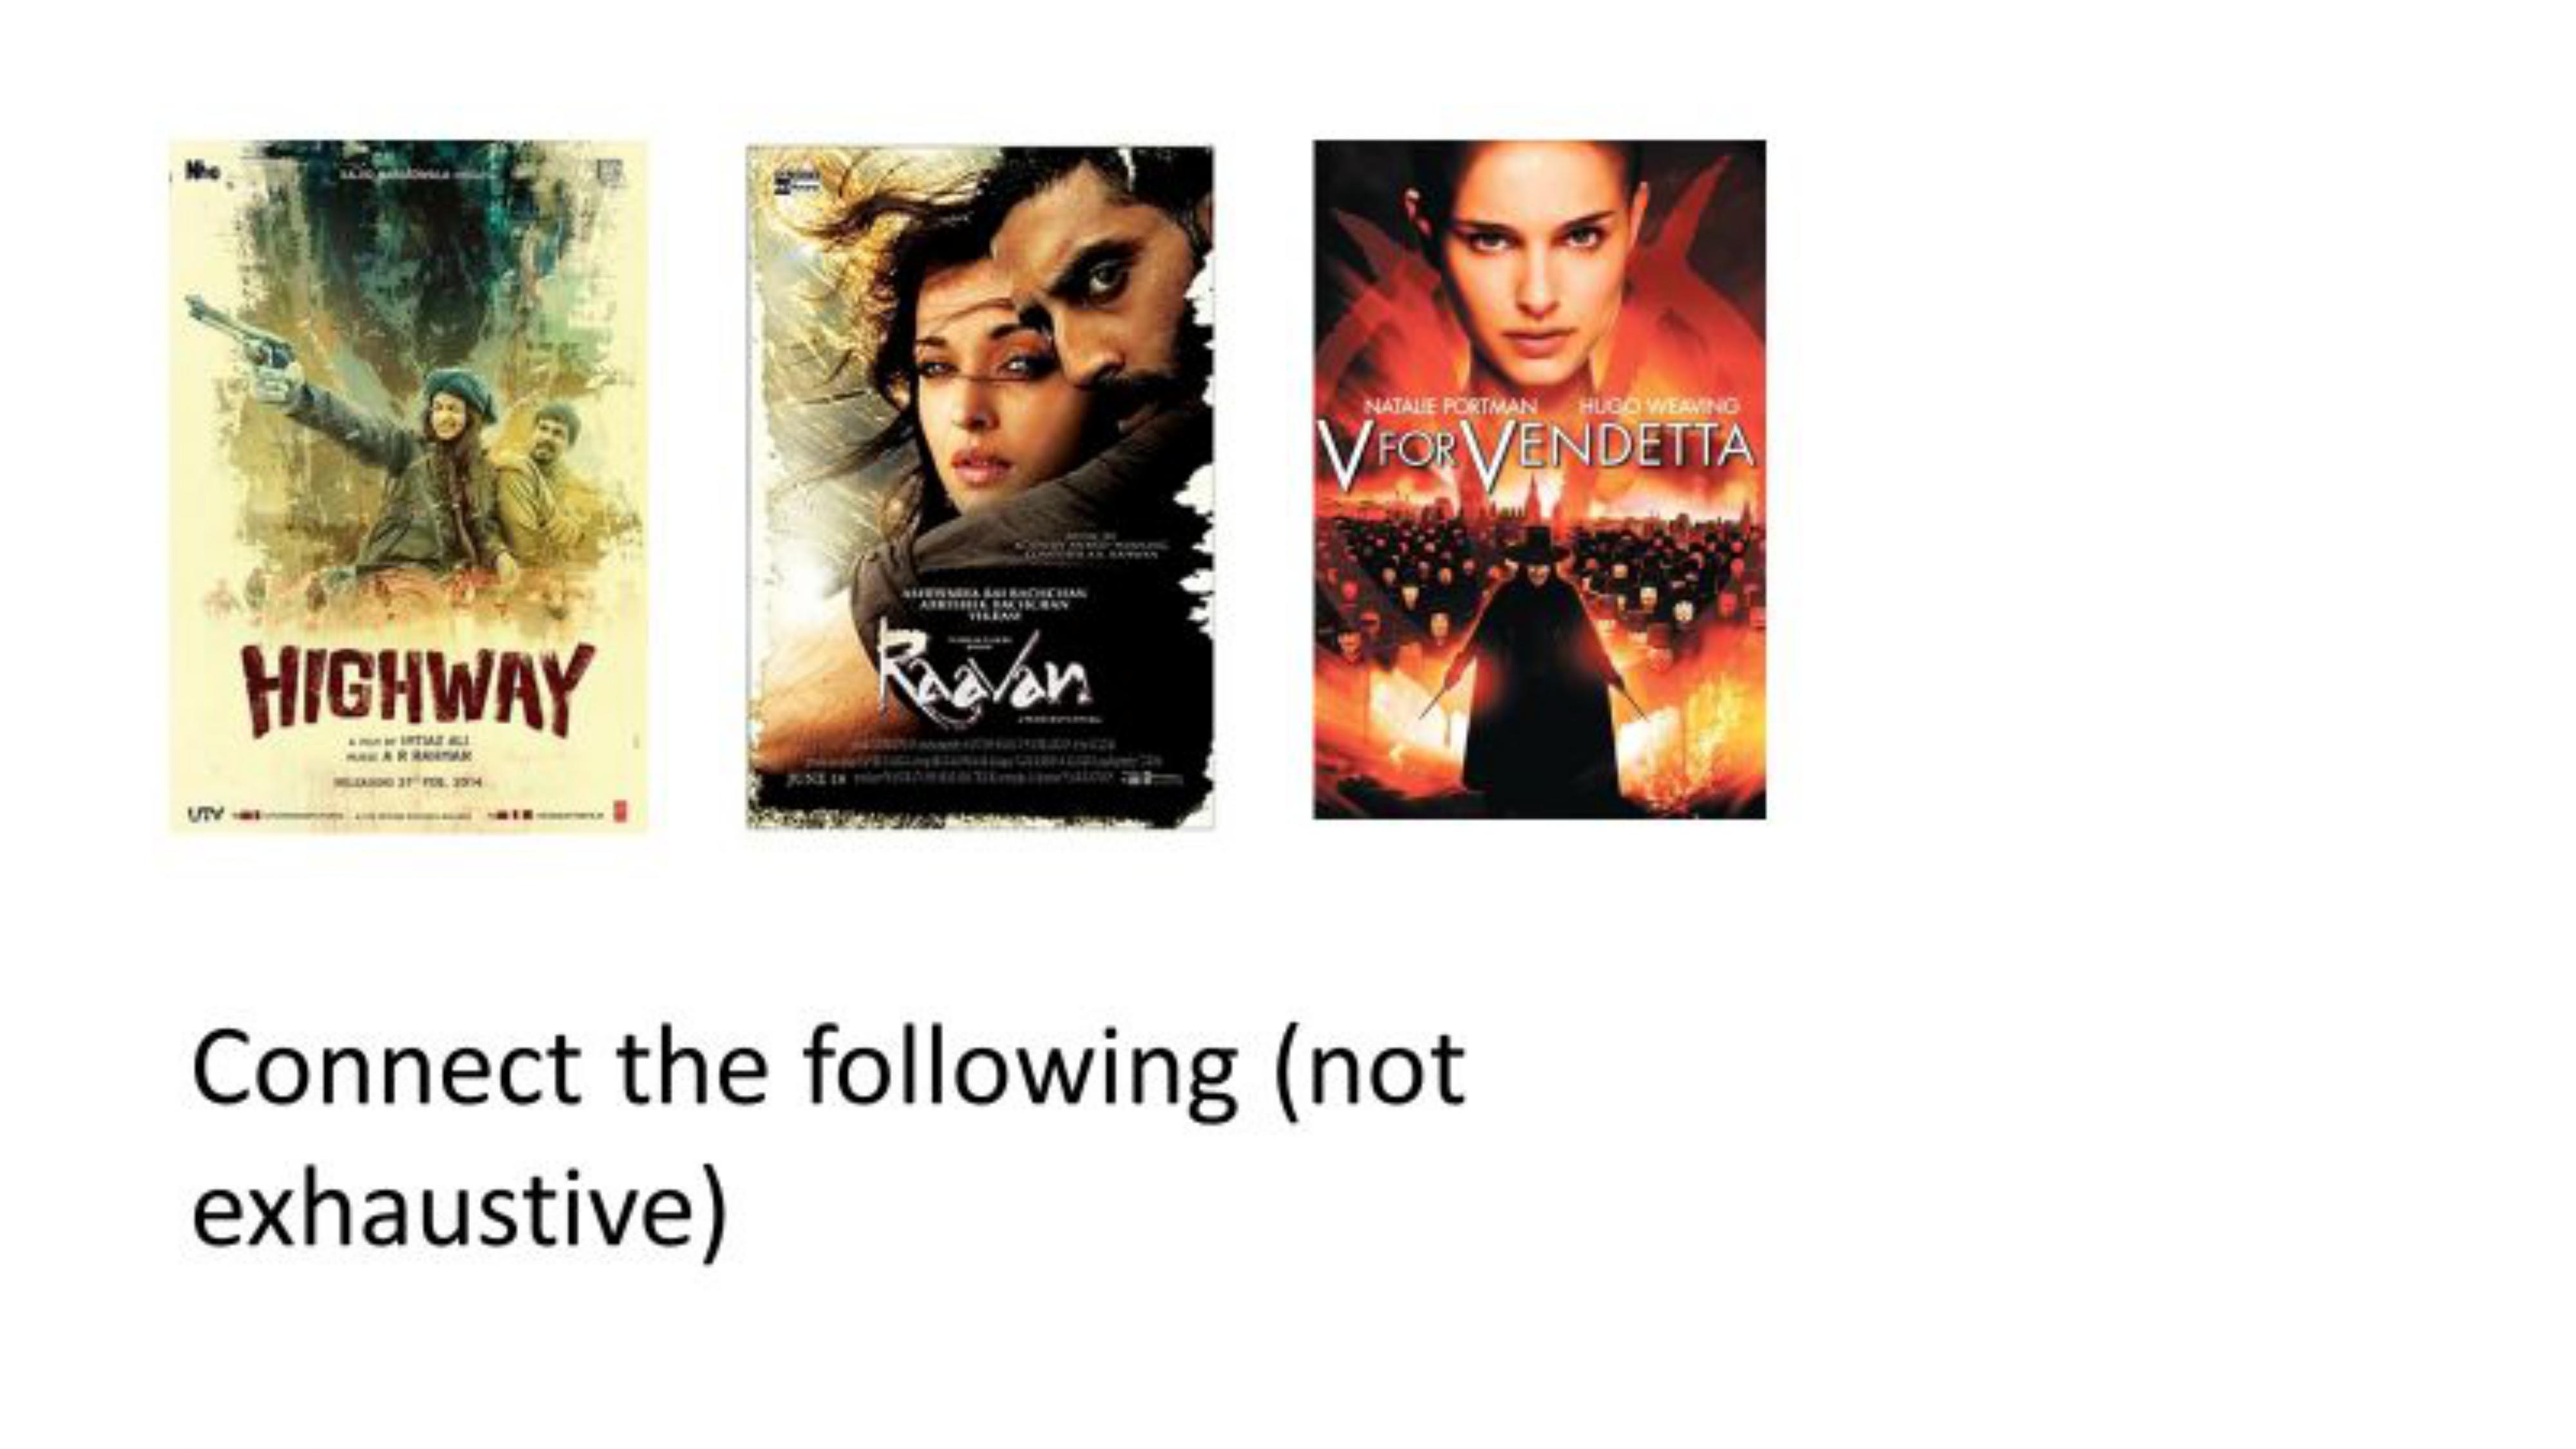 HIGHWAY
A FILM BY IMTIAZ ALI
MUSIC A R RAHMAN
RELEASING 21ST FEB, 2014
UTV
AISHWARYA RAI BACHCHAN
ABHISHEK BACHCHAN
VIKRAM
Raavan
JUNE 18
NATALIE PORTMAN HUGO WEAVING
V FOR VENDETTA
Connect the following (not
exhaustive)